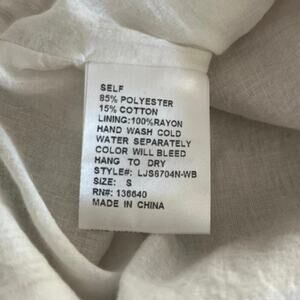 SELF
85% POLYESTER
15% COTTON
LINING:100%RAYON
HAND WASH COLD
WATER SEPARATELY
COLOR WILL BLEED
HANG TO DRY
STYLE#: LJS6704N-WB
SIZE: S
RN#: 136640
MADE IN CHINA